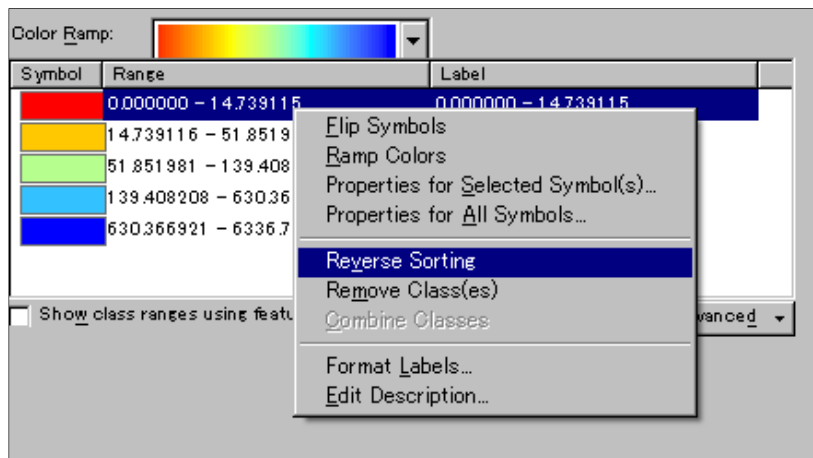 Color Ramp:
Symbol Range Label
0.000000 - 14.739115 0.000000 - 14.739115
14.739116 - 51.8519
51.851981 - 139.408
139.408208 - 630.36
630.366921 - 6336.7
Flip Symbols
Ramp Colors
Properties for Selected Symbol(s)...
Properties for All Symbols...
Reverse Sorting
Remove Class(es)
Combine Classes
Format Labels...
Edit Description...
Show class ranges using featu
vanced